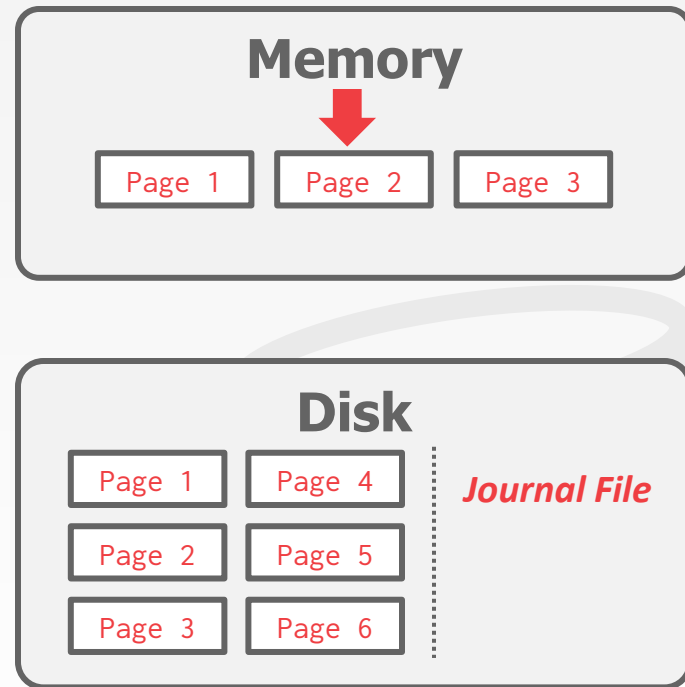 Memory
Page 1 Page 2 Page 3
Disk
Page 1 Page 4
Journal File
Page 2 Page 5
Page 3 Page 6